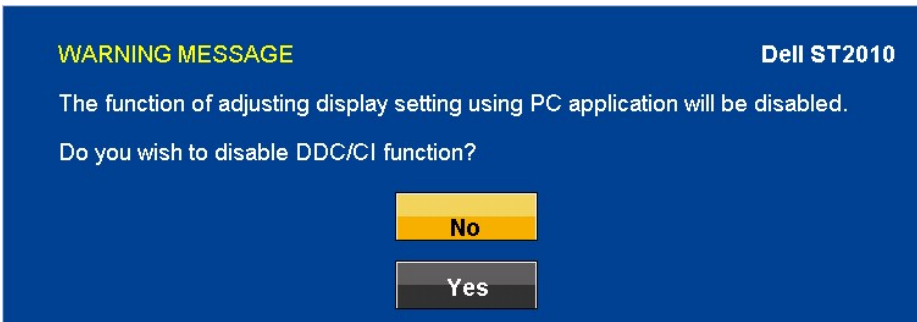 WARNING MESSAGE Dell ST2010
The function of adjusting display setting using PC application will be disabled.
Do you wish to disable DDC/CI function?
No
Yes